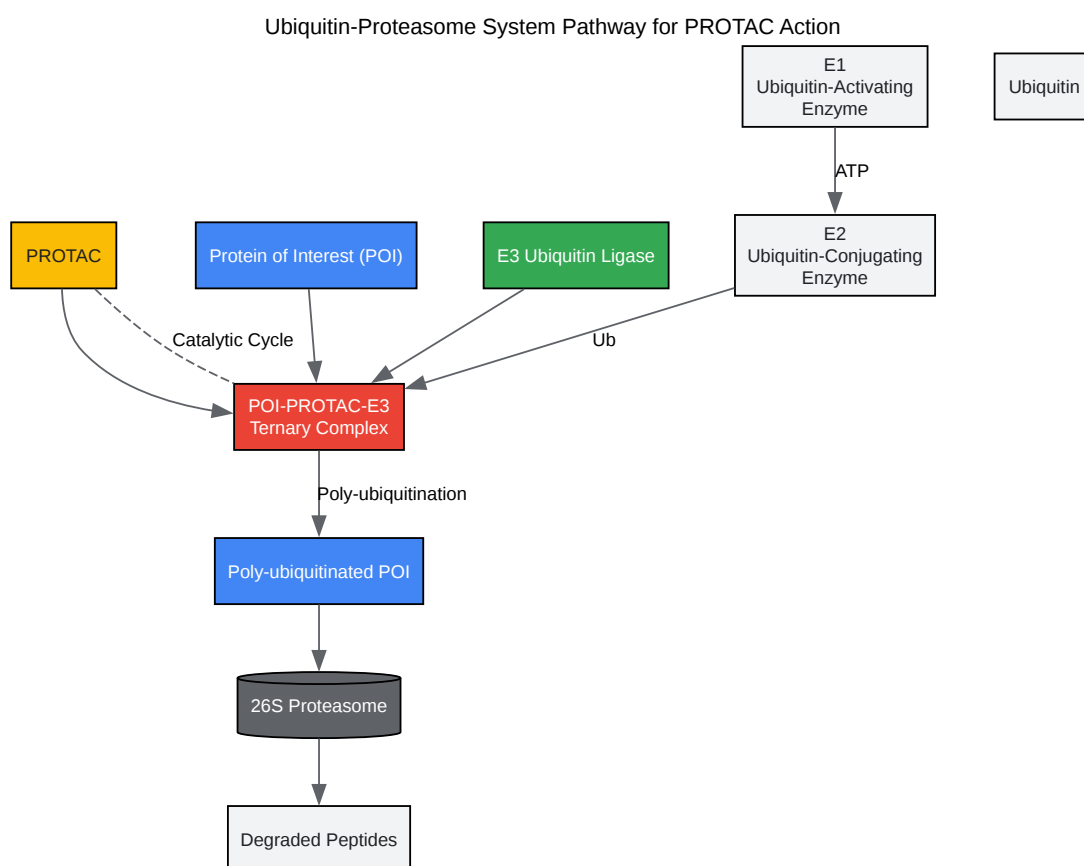 Ubiquitin-Proteasome System Pathway for PROTAC Action
E1
Ubiquitin-Activating
Enzyme
Ubiquitin
ATP
PROTAC
Protein of Interest (POI)
E3 Ubiquitin Ligase
E2
Ubiquitin-Conjugating
Enzyme
Catalytic Cycle
Ub
POI-PROTAC-E3
Ternary Complex
Poly-ubiquitination
Poly-ubiquitinated POI
26S Proteasome
Degraded Peptides